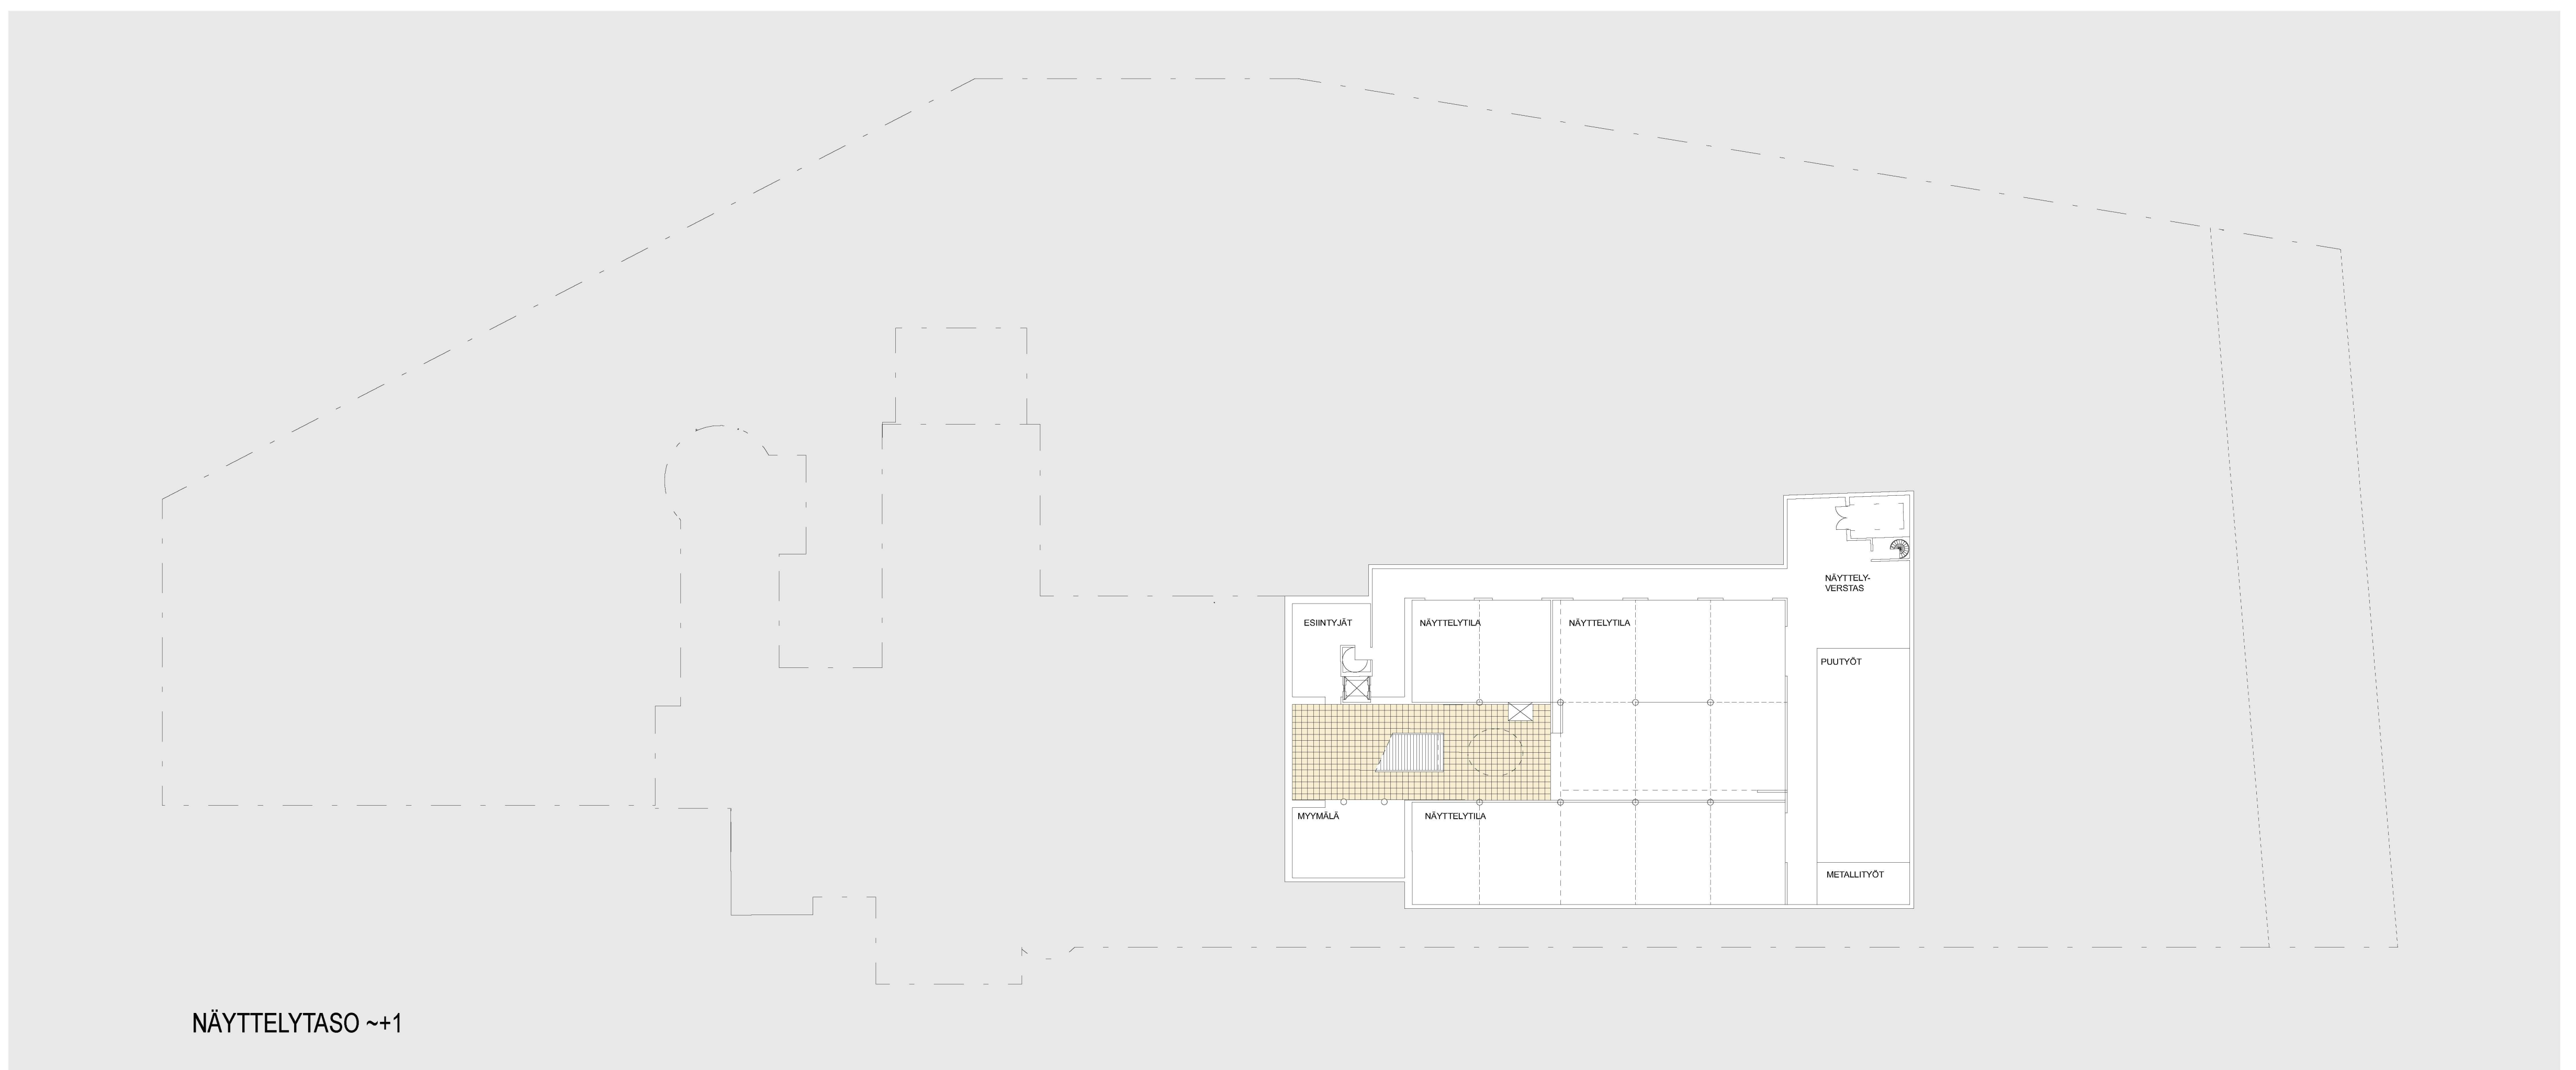 NÄYTTELY-
VERSTAS
ESIINTYJÄT
NÄYTTELYTILA
NÄYTTELYTILA
PUUTYÖT
MYYMÄLÄ
NÄYTTELYTILA
METALLITYÖT
NÄYTTELYTASO ~+1